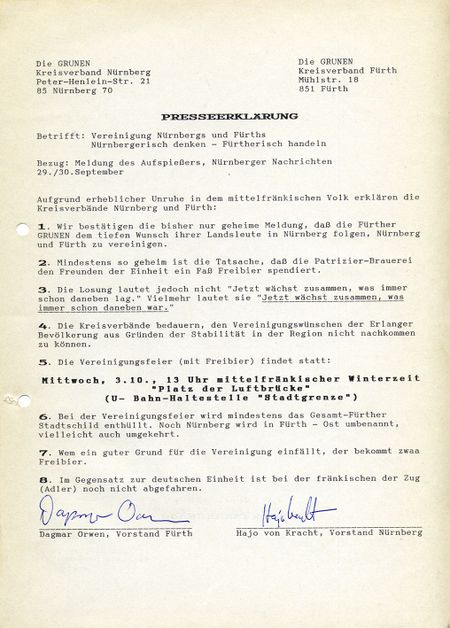 Die GRUNEN
Kreisverband Nürnberg
Peter-Henlein-Str. 21
85 Nürnberg 70
Die GRUNEN
Kreisverband Fürth
Mühlstr. 18
851 Fürth
PRESSEERKLÄRUNG
Betrifft: Vereinigung Nürnbergs und Fürths
Nürnbergerisch denken - Fürtherisch handeln
Bezug: Meldung des Aufspießers, Nürnberger Nachrichten
29./30.September
Aufgrund erheblicher Unruhe in dem mittelfränkischen Volk erklären die
Kreisverbände Nürnberg und Fürth:
1. Wir bestätigen die bisher nur geheime Meldung, daß die Fürther
GRUNEN dem tiefen Wunsch ihrer Landsleute in Nürnberg folgen, Nürnberg
und Fürth zu vereinigen.
2. Mindestens so geheim ist die Tatsache, daß die Patrizier-Brauerei
den Freunden der Einheit ein Faß Freibier spendiert.
3. Die Losung lautet jedoch nicht "Jetzt wächst zusammen, was immer
schon daneben lag." Vielmehr lautet sie "Jetzt wächst zusammen, was
immer schon daneben war."
4. Die Kreisverbände bedauern, den Vereinigungswünschen der Erlanger
Bevölkerung aus Gründen der Stabilität in der Region nicht nachkommen
zu können.
5. Die Vereinigungsfeier (mit Freibier) findet statt:
Mittwoch, 3.10., 13 Uhr mittelfränkischer Winterzeit
"Platz der Luftbrücke"
(U- Bahn-Haltestelle "Stadtgrenze")
6. Bei der Vereinigungsfeier wird mindestens das Gesamt-Fürther
Stadtschild enthüllt. Noch Nürnberg wird in Fürth - Ost umbenannt,
vielleicht auch umgekehrt.
7. Wem ein guter Grund für die Vereinigung einfällt, der bekommt zwaa
Freibier.
8. Im Gegensatz zur deutschen Einheit ist bei der fränkischen der Zug
(Adler) noch nicht abgefahren.
Dagmar Orwen, Vorstand Fürth
Hajo von Kracht, Vorstand Nürnberg